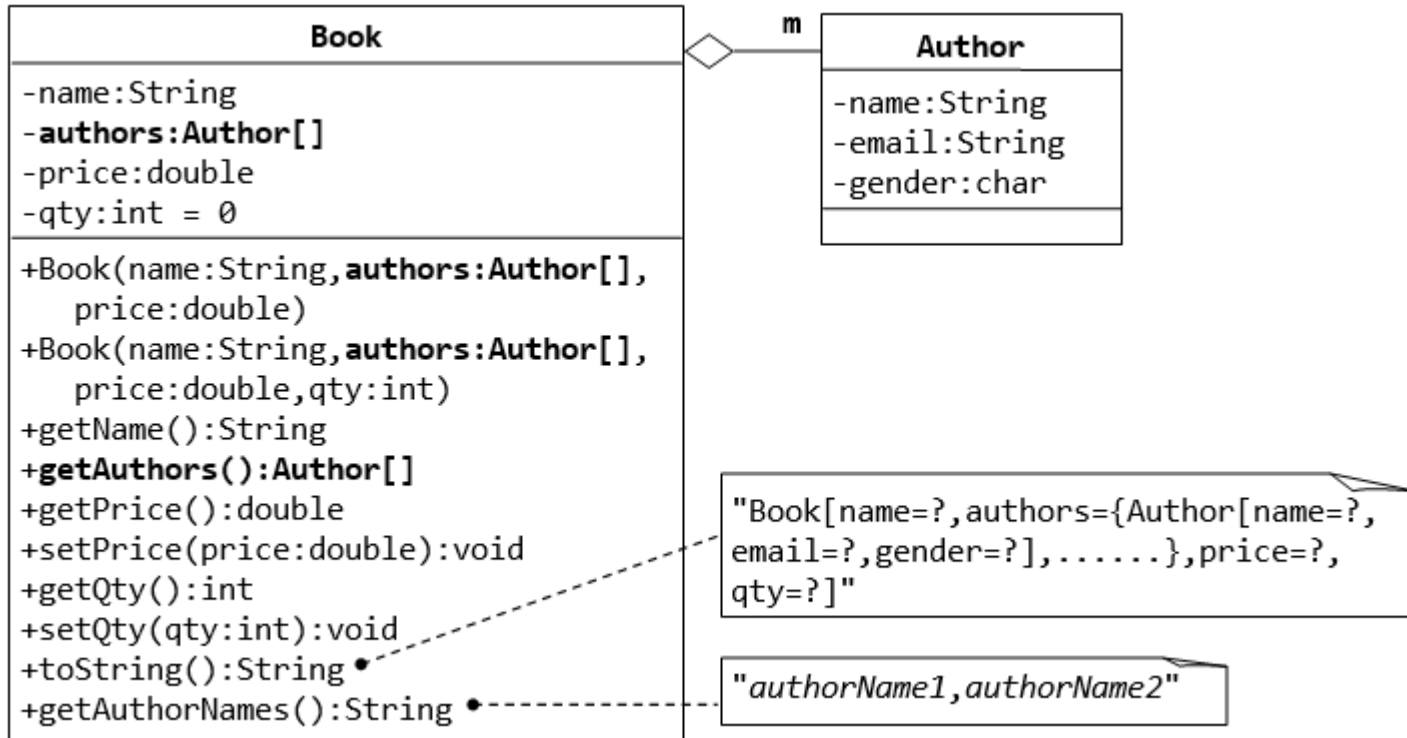 Book
-name:String
-authors:Author[]
-price:double
-qty:int = 0
+Book(name:String,authors:Author[],
price:double)
+Book(name:String,authors:Author[],
price:double,qty:int)
+getName():String
+getAuthors():Author[]
+getPrice():double
+setPrice(price:double):void
+getQty():int
+setQty(qty:int):void
+toString():String
+getAuthorNames():String
m
Author
-name:String
-email:String
-gender:char
"Book[name=?,authors={Author[name=?,
email=?,gender=?],......},price=?,
qty=?]"
"authorName1,authorName2"